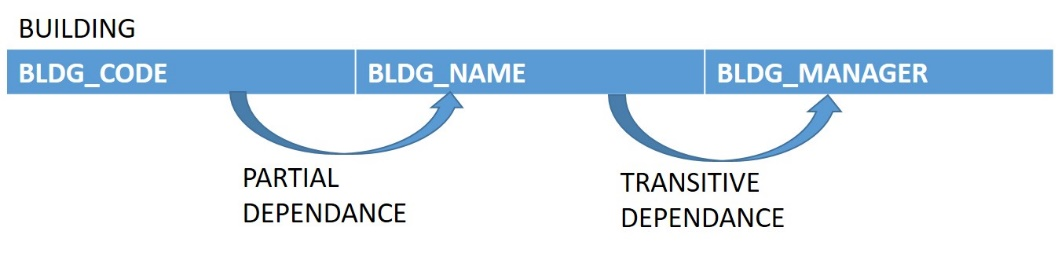 BUILDING
BLDG_CODE BLDG_NAME BLDG_MANAGER
PARTIAL
DEPENDANCE
TRANSITIVE
DEPENDANCE